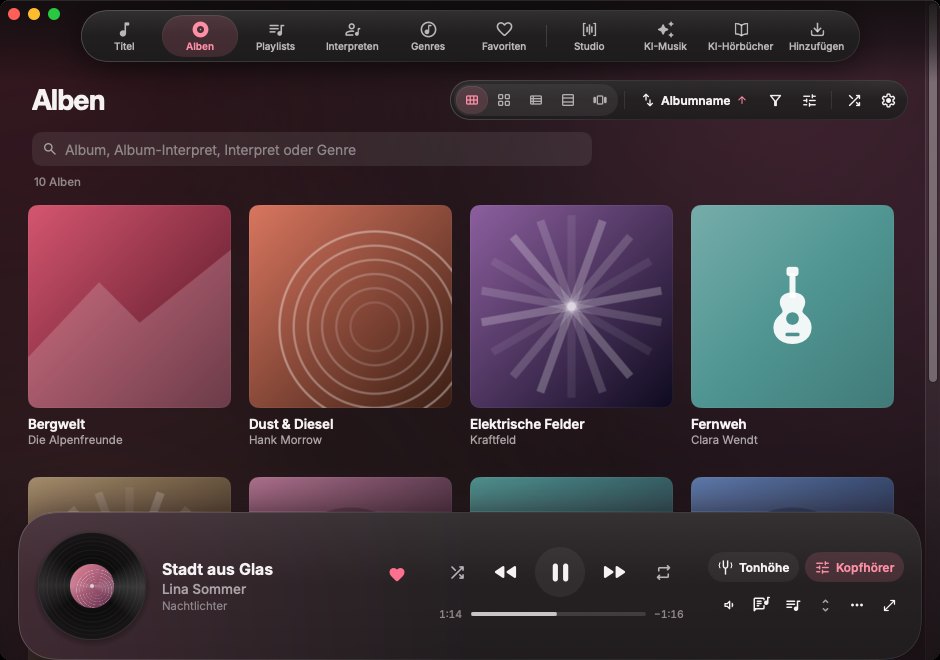 Titel
Alben
Playlists
Interpreten
Genres
Favoriten
Studio
KI-Musik
KI-Hörbücher
Hinzufügen
Alben
Albumname
Album, Album-Interpret, Interpret oder Genre
10 Alben
Bergwelt
Die Alpenfreunde
Dust & Diesel
Hank Morrow
Elektrische Felder
Kraftfeld
Fernweh
Clara Wendt
Stadt aus Glas
Lina Sommer
Nachtlichter
1:14
−1:16
Tonhöhe
Kopfhörer